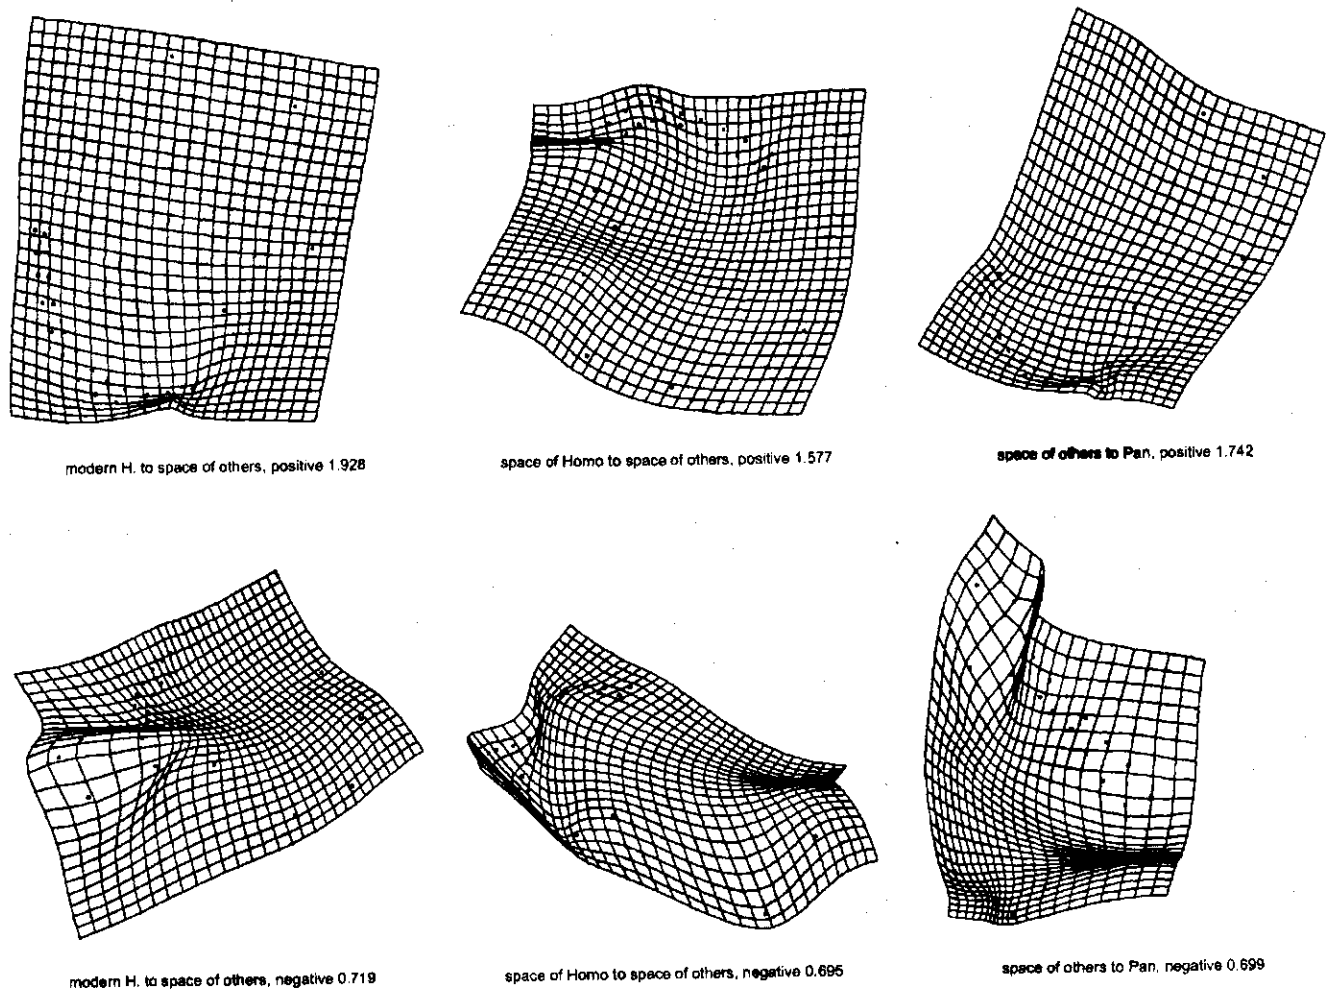 modern H. to space of others, positive 1.928
space of Homo to space of others, positive 1.577
space of others to Pan, positive 1.742
modern H. to space of others, negative 0.719
space of Homo to space of others, negative 0.695
space of others to Pan, negative 0.699